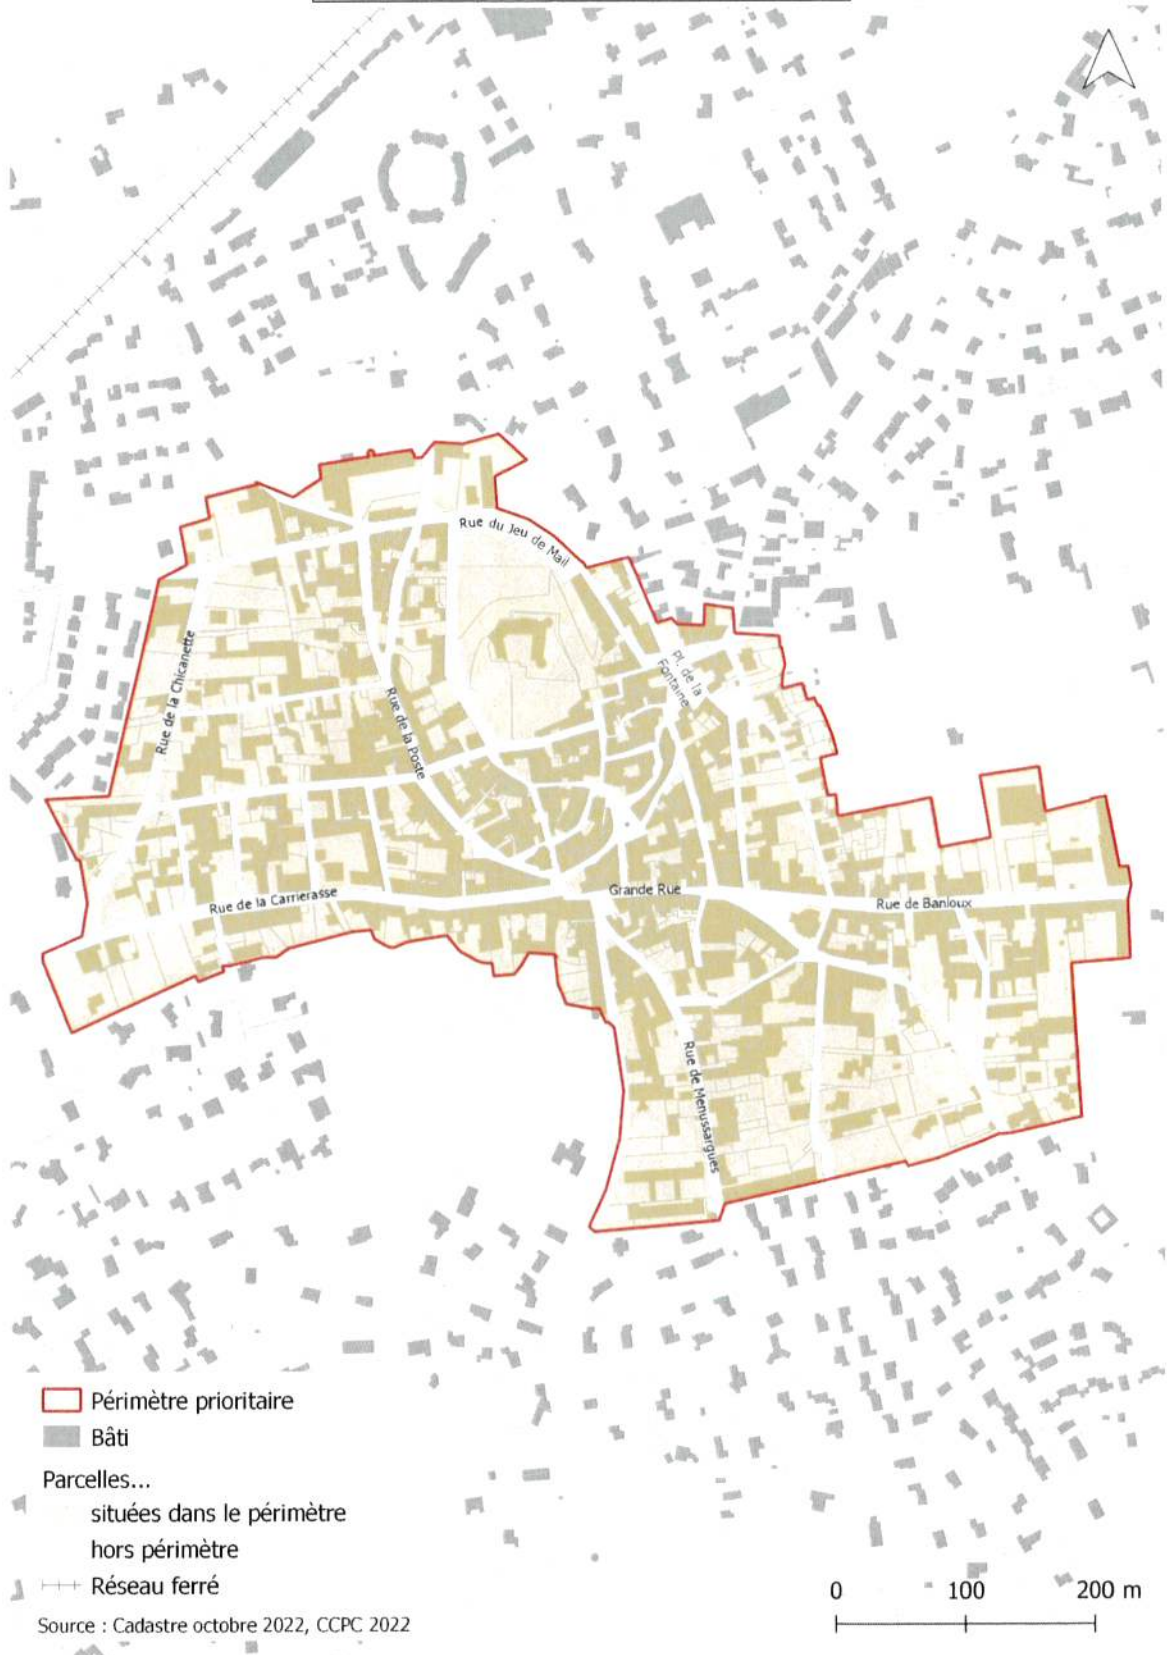 Rue du Jeu de Mail
Pl. de la
Fontaine
Rue de la Chicanette
Rue de la Poste
Rue de la Carrierasse
Grande Rue
Rue de Banloux
Rue de Menussargues
Périmètre prioritaire
Bâti
Parcelles...
situées dans le périmètre
hors périmètre
Réseau ferré
Source : Cadastre octobre 2022, CCPC 2022
0 100 200 m